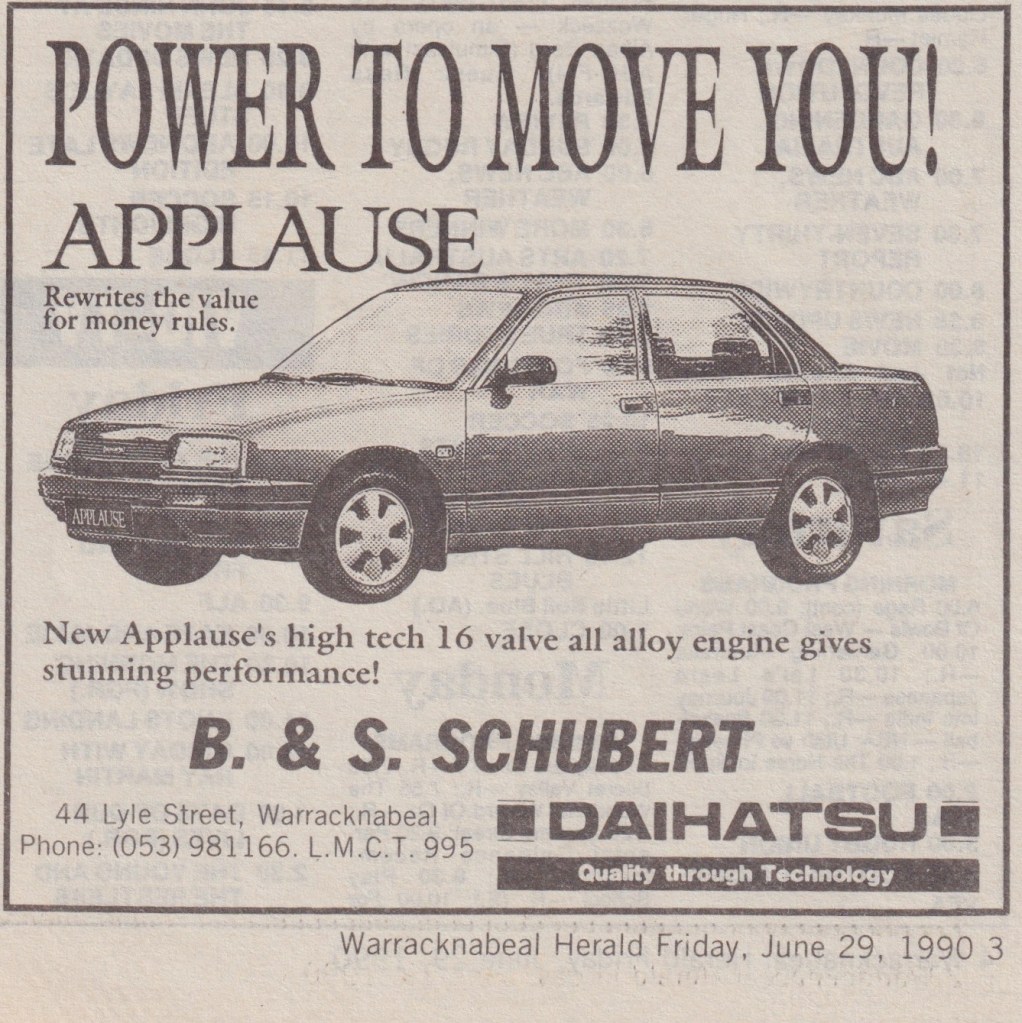 POWER TO MOVE YOU!
APPLAUSE
Rewrites the value
for money rules.
APPLAUSE
New Applause's high tech 16 valve all alloy engine gives
stunning performance!
B. & S. SCHUBERT
44 Lyle Street, Warracknabeal
Phone: (053) 981166. L.M.C.T. 995
DAIHATSU
Quality through Technology
Warracknabeal Herald Friday, June 29, 1990 3